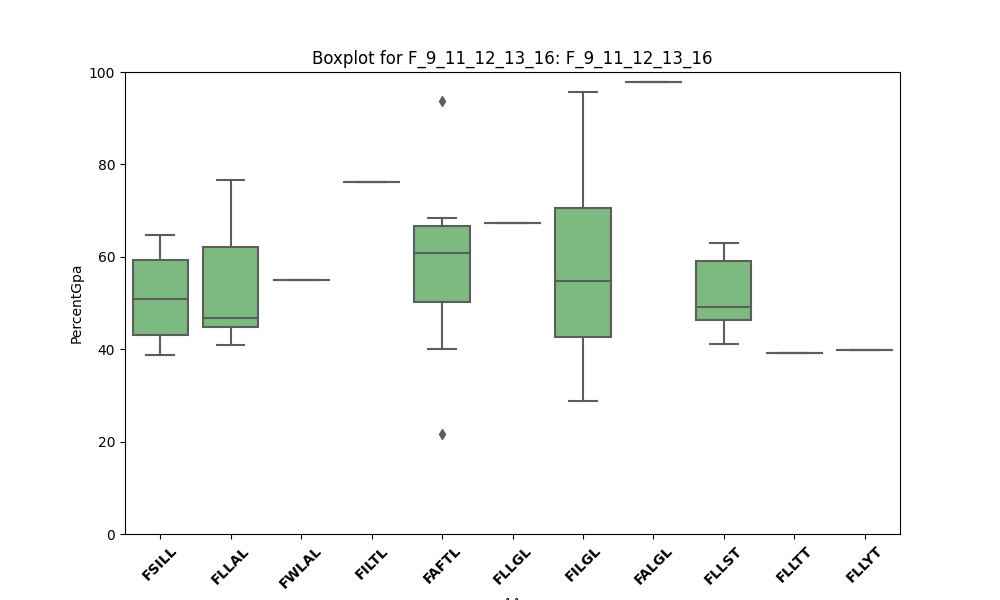 Boxplot for F_9_11_12_13_16: F_9_11_12_13_16
PercentGpa
100
80
60
40
20
0
FSILL
FLLAL
FWLAL
FILTL
FAFTL
FLLGL
FILGL
FALGL
FLLST
FLLTT
FLLYT